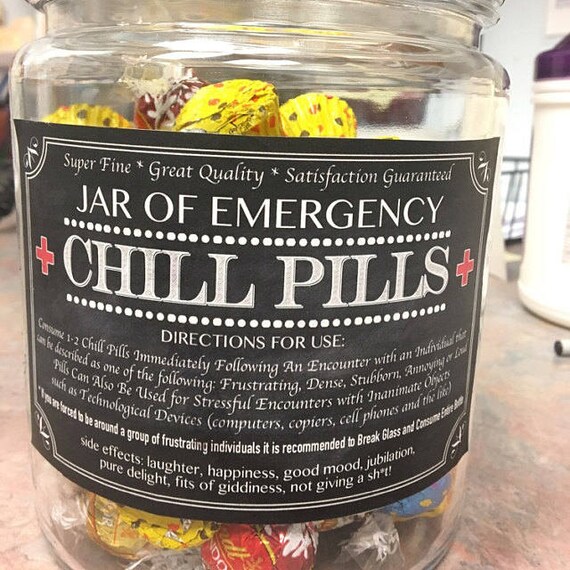 Super Fine * Great Quality * Satisfaction Guaranteed
JAR OF EMERGENCY
CHILL PILLS
DIRECTIONS FOR USE:
Consume 1-2 Chill Pills Immediately Following An Encounter with an Individual that
can be described as one of the following: Frustrating, Dense, Stubborn, Annoying or Loud
Pills Can Also Be Used for Stressful Encounters with Inanimate Objects
such as Technological Devices (computers, copiers, cell phones and the like)
*If you are forced to be around a group of frustrating individuals it is recommended to Break Glass and Consume Entire Bottle
side effects: laughter, happiness, good mood, jubilation,
pure delight, fits of giddiness, not giving a sh*t!